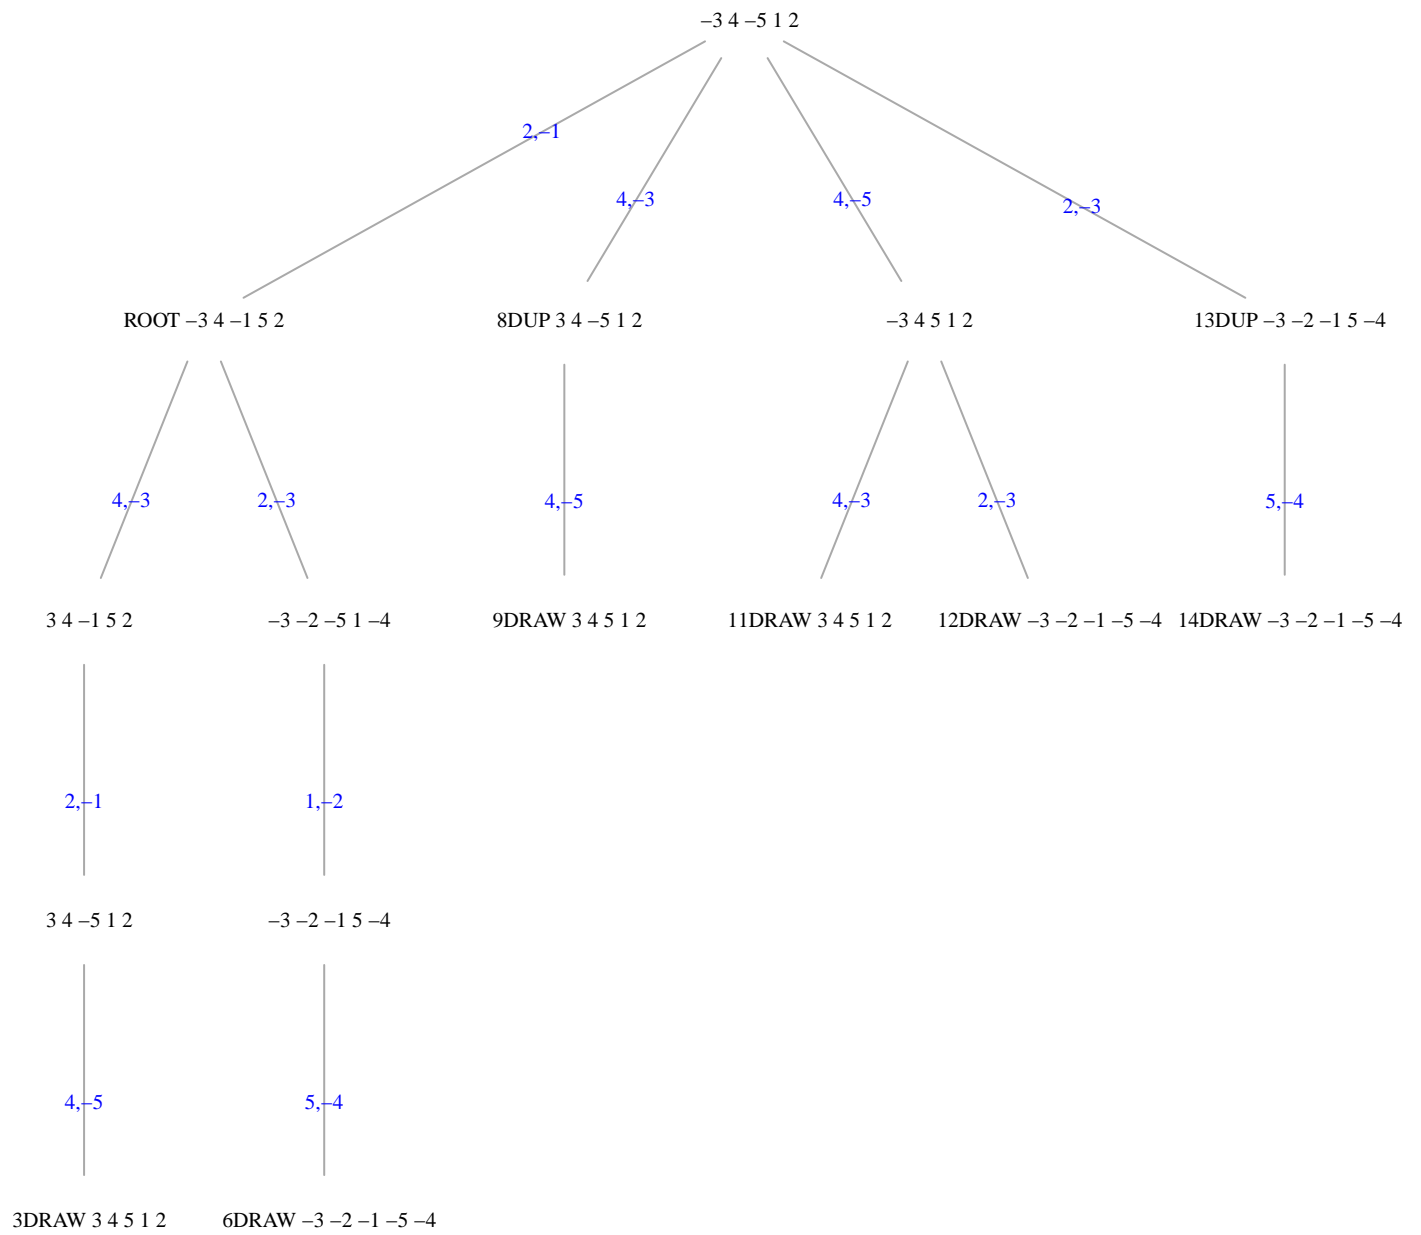 –3 4 –5 1 2
2,–1
4,–3
4,–5
2,–3
ROOT –3 4 –1 5 2
8DUP 3 4 –5 1 2
–3 4 5 1 2
13DUP –3 –2 –1 5 –4
4,–3
2,–3
4,–5
4,–3
2,–3
5,–4
3 4 –1 5 2
–3 –2 –5 1 –4
9DRAW 3 4 5 1 2
11DRAW 3 4 5 1 2
12DRAW –3 –2 –1 –5 –4
14DRAW –3 –2 –1 –5 –4
2,–1
1,–2
3 4 –5 1 2
–3 –2 –1 5 –4
4,–5
5,–4
3DRAW 3 4 5 1 2
6DRAW –3 –2 –1 –5 –4